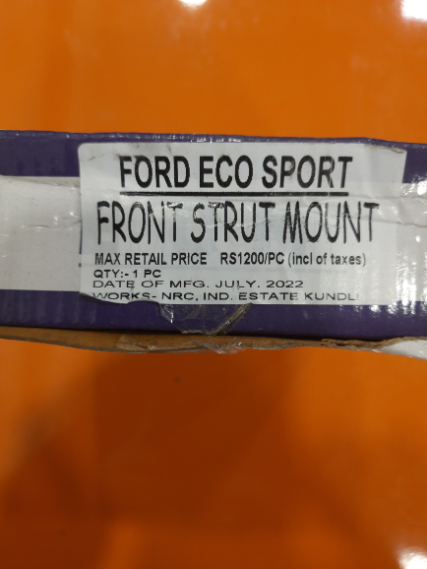 FORD ECO SPORT
FRONT STRUT MOUNT
MAX RETAIL PRICE RS1200/PC (incl of taxes)
QTY:- 1 PC
DATE OF MFG. JULY. 2022
WORKS- NRC, IND. ESTATE KUNDLI